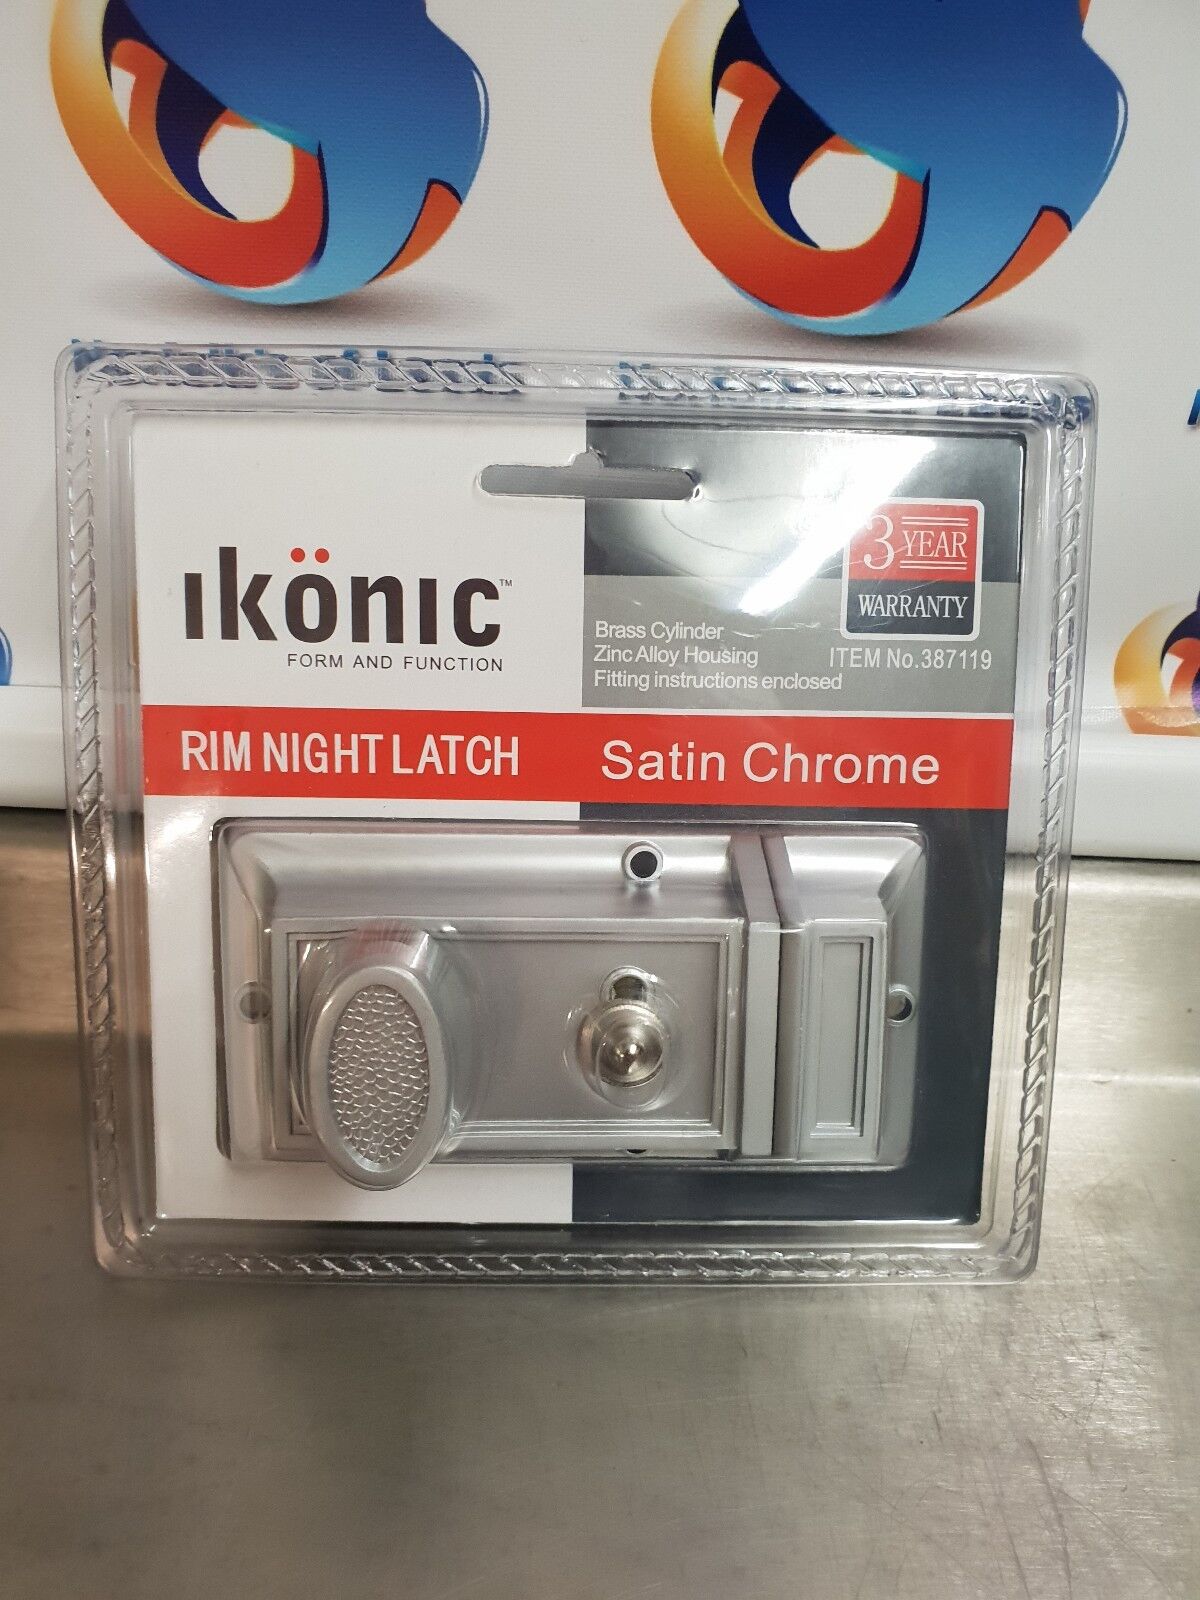 ıkönıc™
FORM AND FUNCTION
3 YEAR
WARRANTY
Brass Cylinder
Zinc Alloy Housing
Fitting instructions enclosed
ITEM No.387119
RIM NIGHT LATCH
Satin Chrome